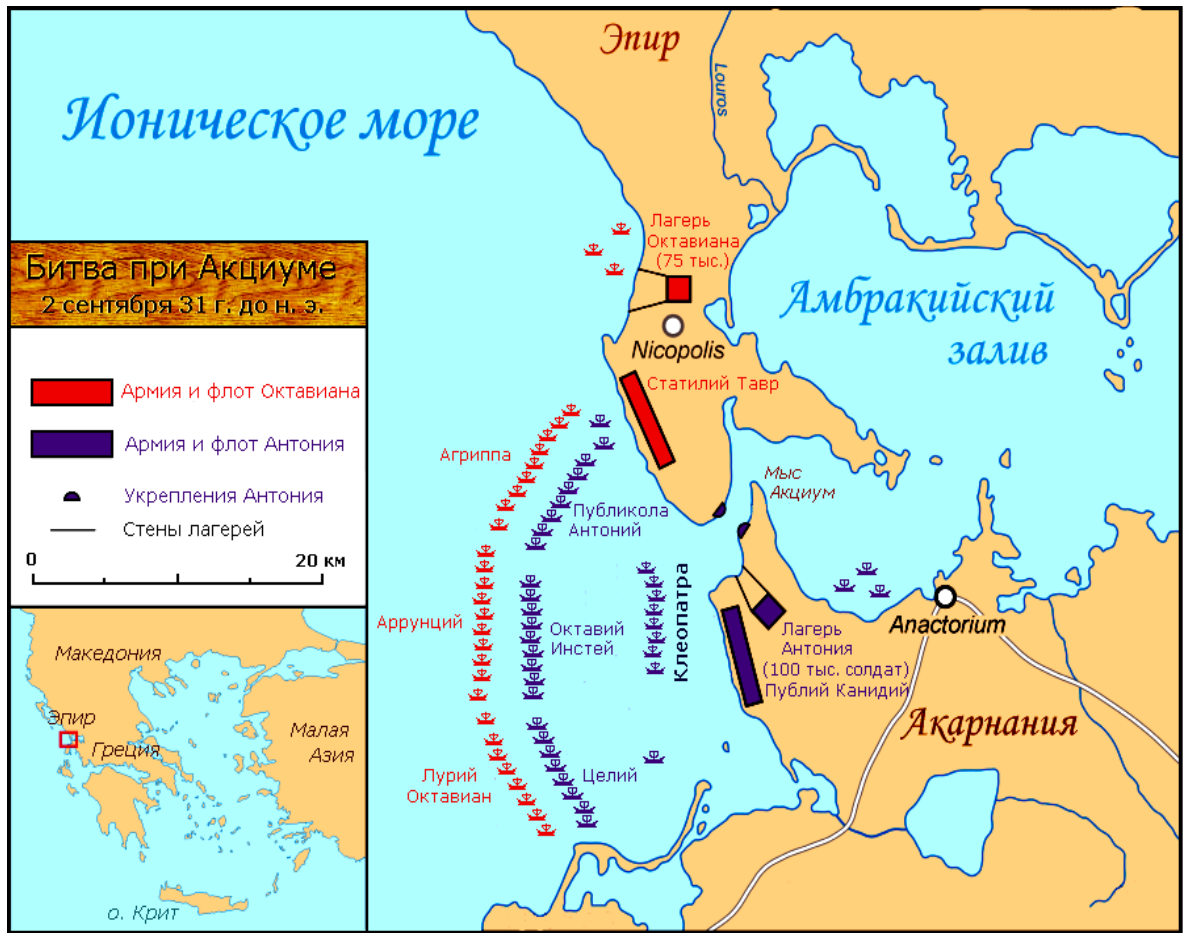 Эпир
Louros
Ионическое море
Лагерь
Октавиана
(75 тыс.)
Битва при Акциуме
2 сентября 31 г. до н. э.
Амбракийский
залив
Nicopolis
Армия и флот Октавиана
Статилий Тавр
Армия и флот Антония
Агриппа
Мыс
Акциум
Укрепления Антония
Публикола
Антоний
Стены лагерей
0
20 км
Клеопатра
Аррунций
Октавий
Инстей
Anactorium
Лагерь
Антония
(100 тыс. солдат)
Публий Канидий
Акарнания
Македония
Эпир
Греция
Малая
Азия
Лурий
Октавиан
Целий
о. Крит